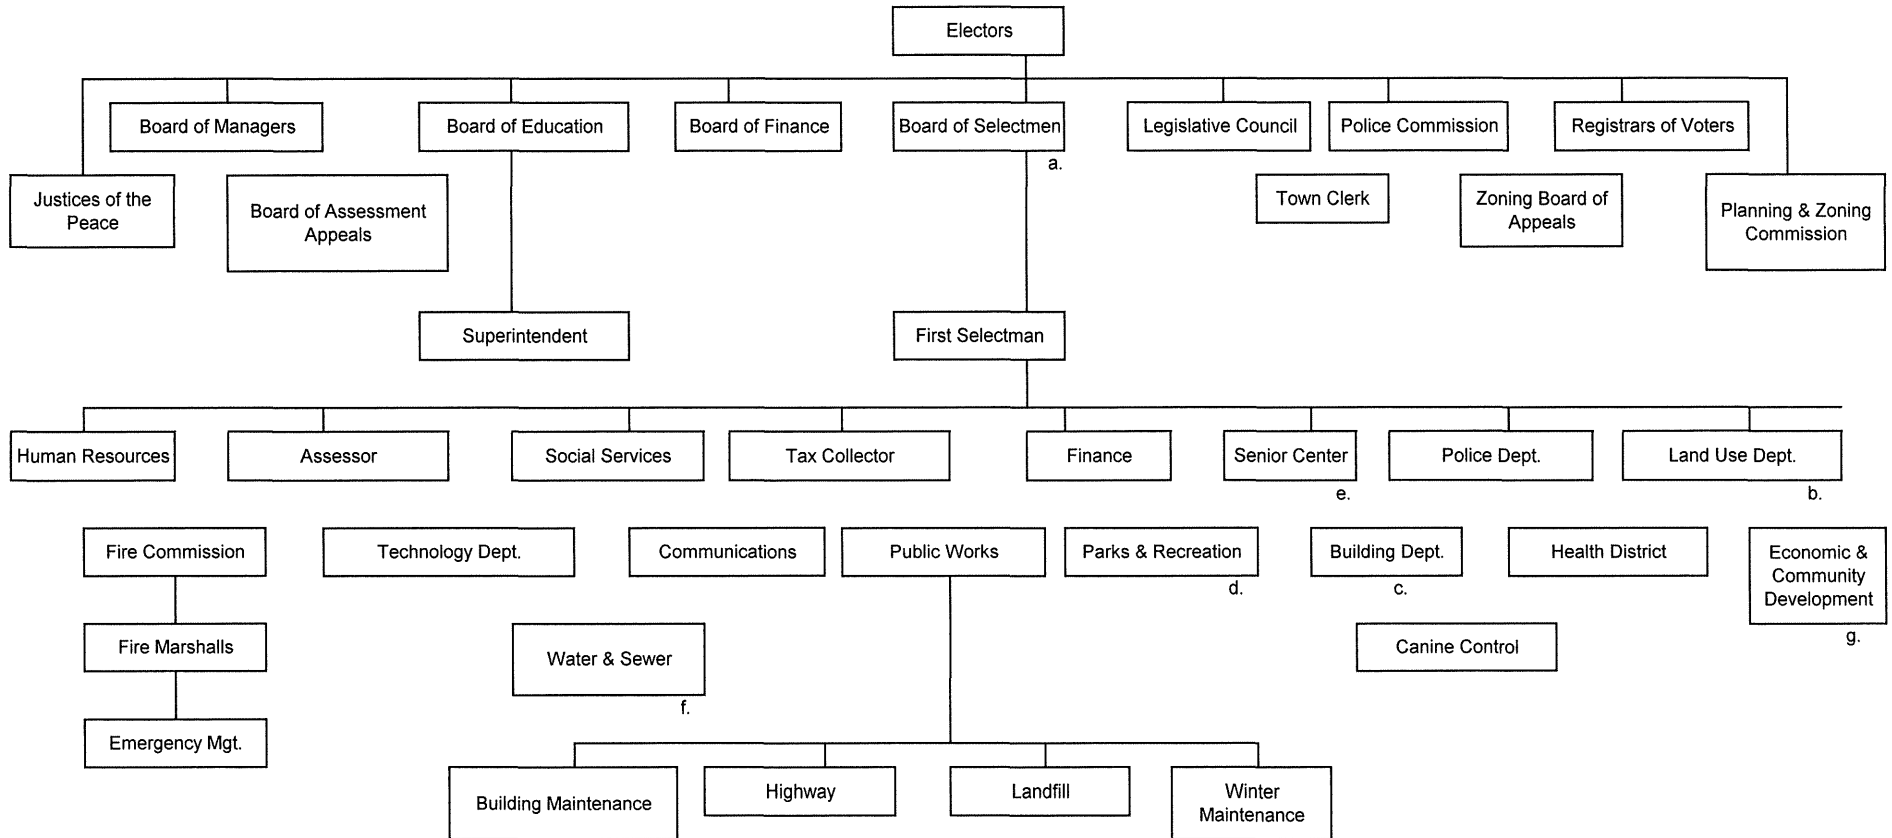 Electors
Board of Managers
Board of Education
Board of Finance
Board of Selectmen
Legislative Council
Police Commission
Registrars of Voters
a.
Justices of the
Peace
Board of Assessment
Appeals
Town Clerk
Zoning Board of
Appeals
Planning & Zoning
Commission
Superintendent
First Selectman
Human Resources
Assessor
Social Services
Tax Collector
Finance
Senior Center
Police Dept.
Land Use Dept.
e.
b.
Fire Commission
Technology Dept.
Communications
Public Works
Parks & Recreation
Building Dept.
Health District
Economic &
Community
Development
d.
c.
g.
Fire Marshalls
Water & Sewer
Canine Control
f.
Emergency Mgt.
Building Maintenance
Highway
Landfill
Winter
Maintenance